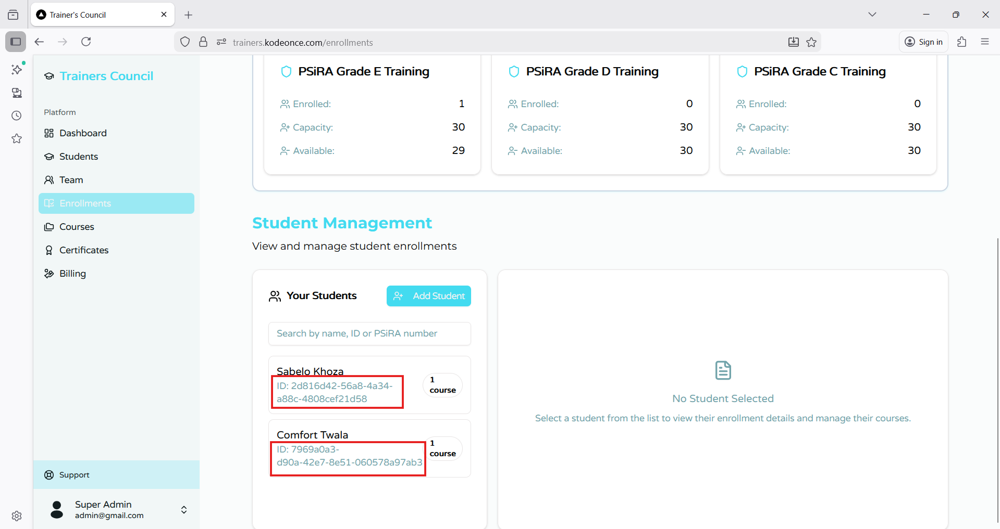 Trainer's Council
trainers.kodeonce.com/enrollments
Sign in
Trainers Council
Platform
Dashboard
Students
Team
Enrollments
Courses
Certificates
Billing
Support
Super Admin
admin@gmail.com
PSiRA Grade E Training
Enrolled: 1
Capacity: 30
Available: 29
PSiRA Grade D Training
Enrolled: 0
Capacity: 30
Available: 30
PSiRA Grade C Training
Enrolled: 0
Capacity: 30
Available: 30
Student Management
View and manage student enrollments
Your Students
Add Student
Search by name, ID or PSiRA number
Sabelo Khoza
ID: 2d816d42-56a8-4a34-
a88c-4808cef21d58
1
course
Comfort Twala
ID: 7969a0a3-
d90a-42e7-8e51-060578a97ab3
1
course
No Student Selected
Select a student from the list to view their enrollment details and manage their courses.